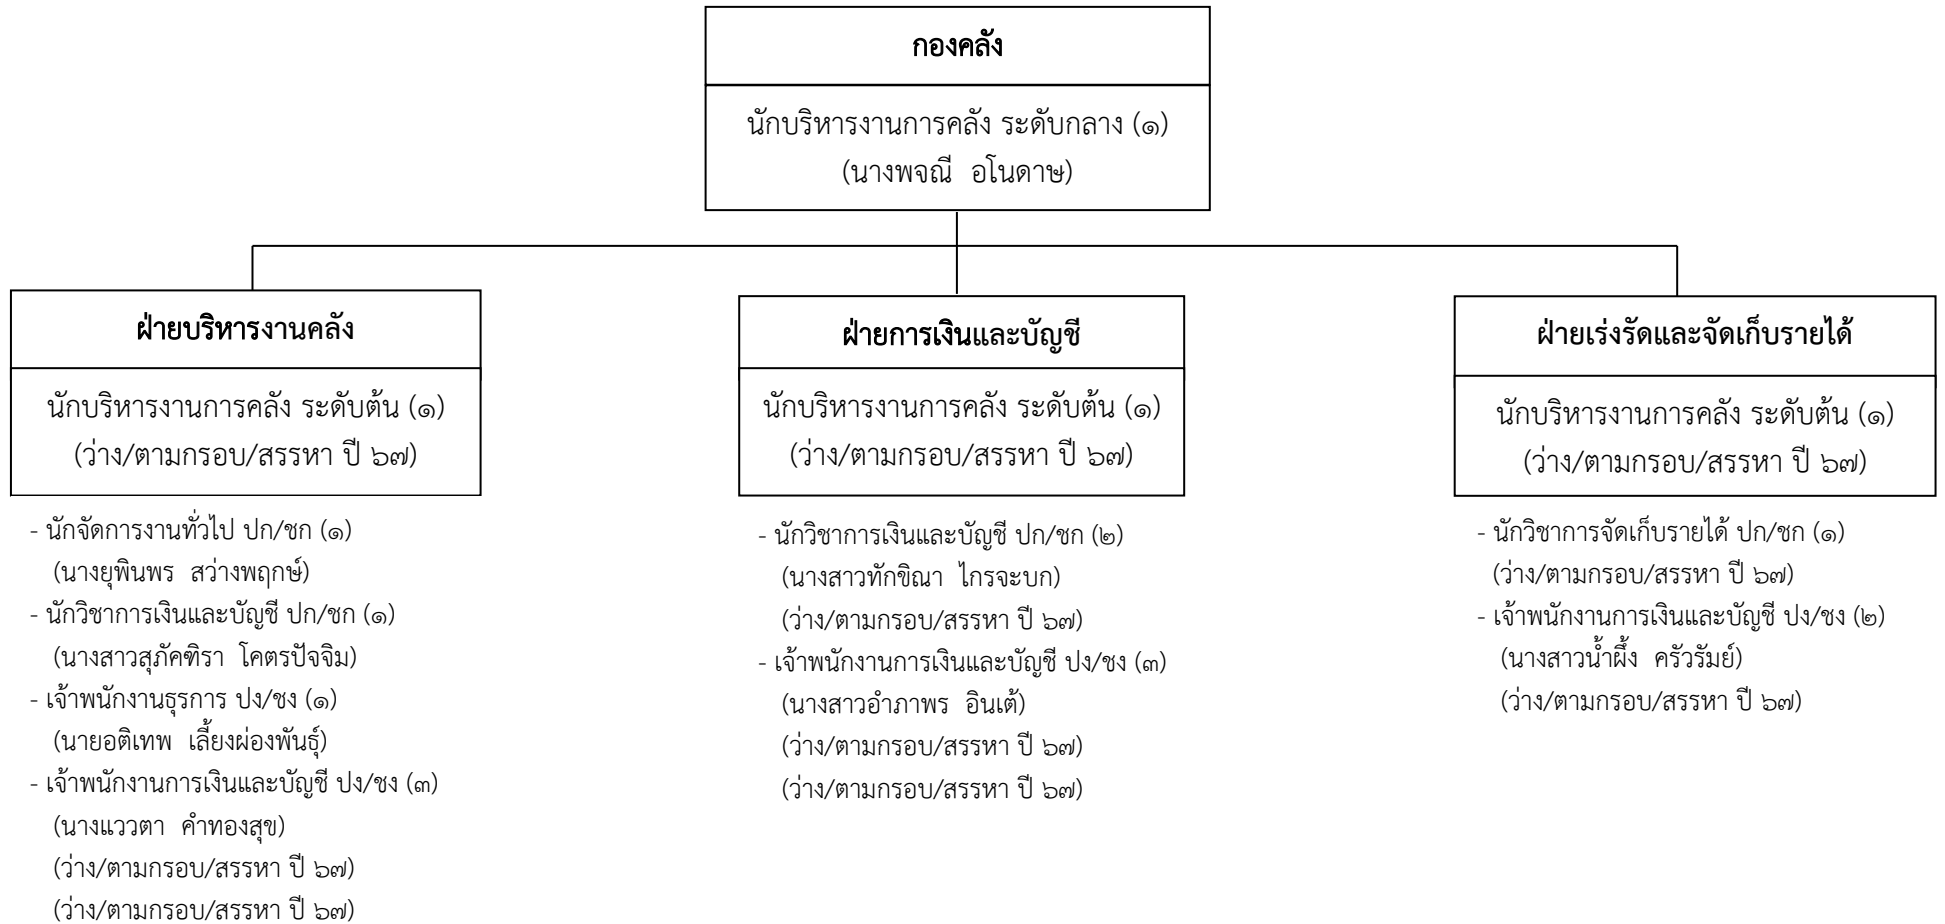 กองคลัง
นักบริหารงานการคลัง ระดับกลาง (๑)
(นางพจณี อโนดาษ)
ฝ่ายบริหารงานคลัง
นักบริหารงานการคลัง ระดับต้น (๑)
(ว่าง/ตามกรอบ/สรรหา ปี ๖๗)
- นักจัดการงานทั่วไป ปก/ชก (๑)
(นางยุพินพร สว่างพฤกษ์)
- นักวิชาการเงินและบัญชี ปก/ชก (๑)
(นางสาวสุภัคฑิรา โคตรปัจจิม)
- เจ้าพนักงานธุรการ ปง/ชง (๑)
(นายอติเทพ เลี้ยงผ่องพันธุ์)
- เจ้าพนักงานการเงินและบัญชี ปง/ชง (๓)
(นางแววตา คำทองสุข)
(ว่าง/ตามกรอบ/สรรหา ปี ๖๗)
(ว่าง/ตามกรอบ/สรรหา ปี ๖๗)
ฝ่ายการเงินและบัญชี
นักบริหารงานการคลัง ระดับต้น (๑)
(ว่าง/ตามกรอบ/สรรหา ปี ๖๗)
- นักวิชาการเงินและบัญชี ปก/ชก (๒)
(นางสาวทักขิณา ไกรจะบก)
(ว่าง/ตามกรอบ/สรรหา ปี ๖๗)
- เจ้าพนักงานการเงินและบัญชี ปง/ชง (๓)
(นางสาวอำภาพร อินเต้)
(ว่าง/ตามกรอบ/สรรหา ปี ๖๗)
(ว่าง/ตามกรอบ/สรรหา ปี ๖๗)
ฝ่ายเร่งรัดและจัดเก็บรายได้
นักบริหารงานการคลัง ระดับต้น (๑)
(ว่าง/ตามกรอบ/สรรหา ปี ๖๗)
- นักวิชาการจัดเก็บรายได้ ปก/ชก (๑)
(ว่าง/ตามกรอบ/สรรหา ปี ๖๗)
- เจ้าพนักงานการเงินและบัญชี ปง/ชง (๒)
(นางสาวน้ำผึ้ง ครัวรัมย์)
(ว่าง/ตามกรอบ/สรรหา ปี ๖๗)